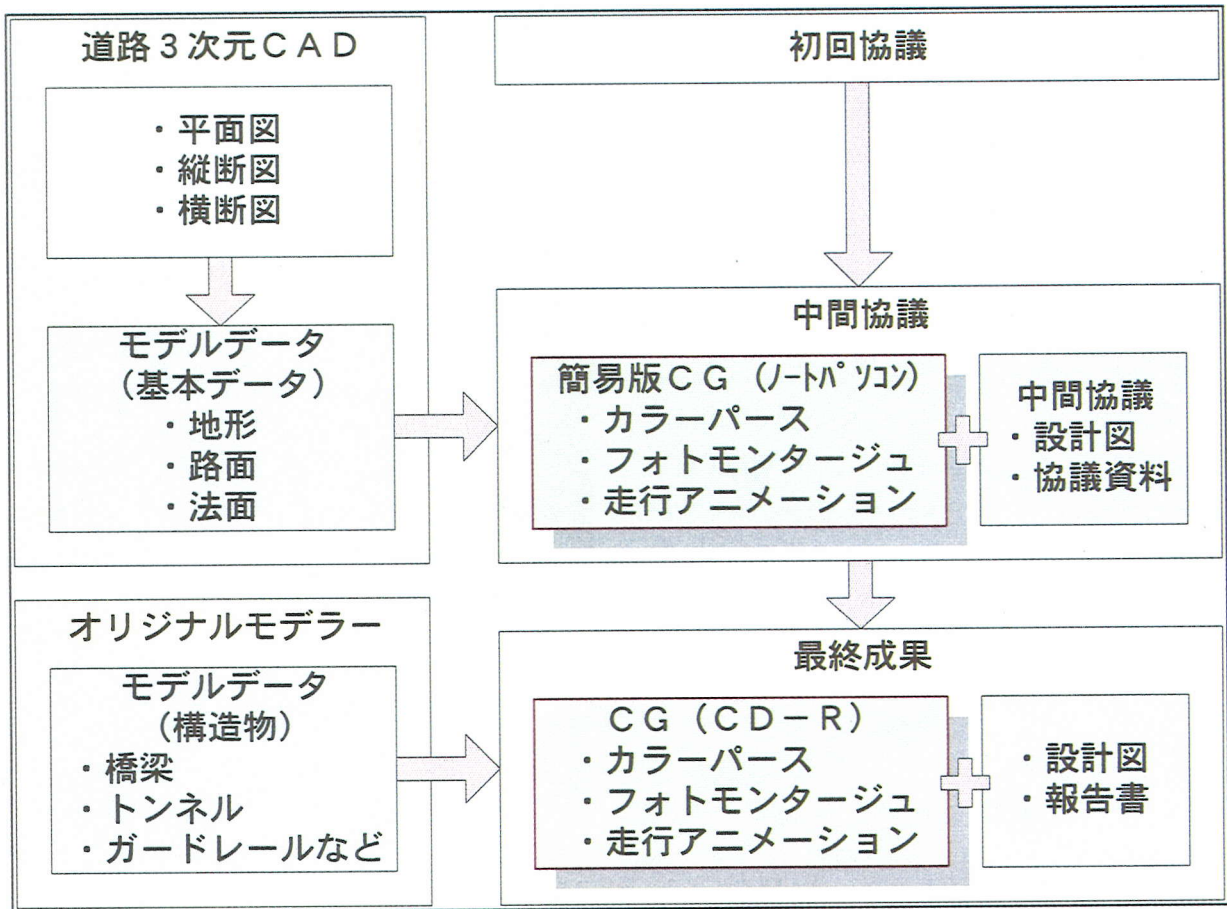 道路3次元CAD
・平面図
・縦断図
・横断図
モデルデータ
(基本データ)
・地形
・路面
・法面
オリジナルモデラー
モデルデータ
(構造物)
・橋梁
・トンネル
・ガードレールなど
初回協議
中間協議
簡易版CG (ノートパソコン)
・カラーパース
・フォトモンタージュ
・走行アニメーション
中間協議
・設計図
・協議資料
最終成果
CG (CD-R)
・カラーパース
・フォトモンタージュ
・走行アニメーション
・設計図
・報告書